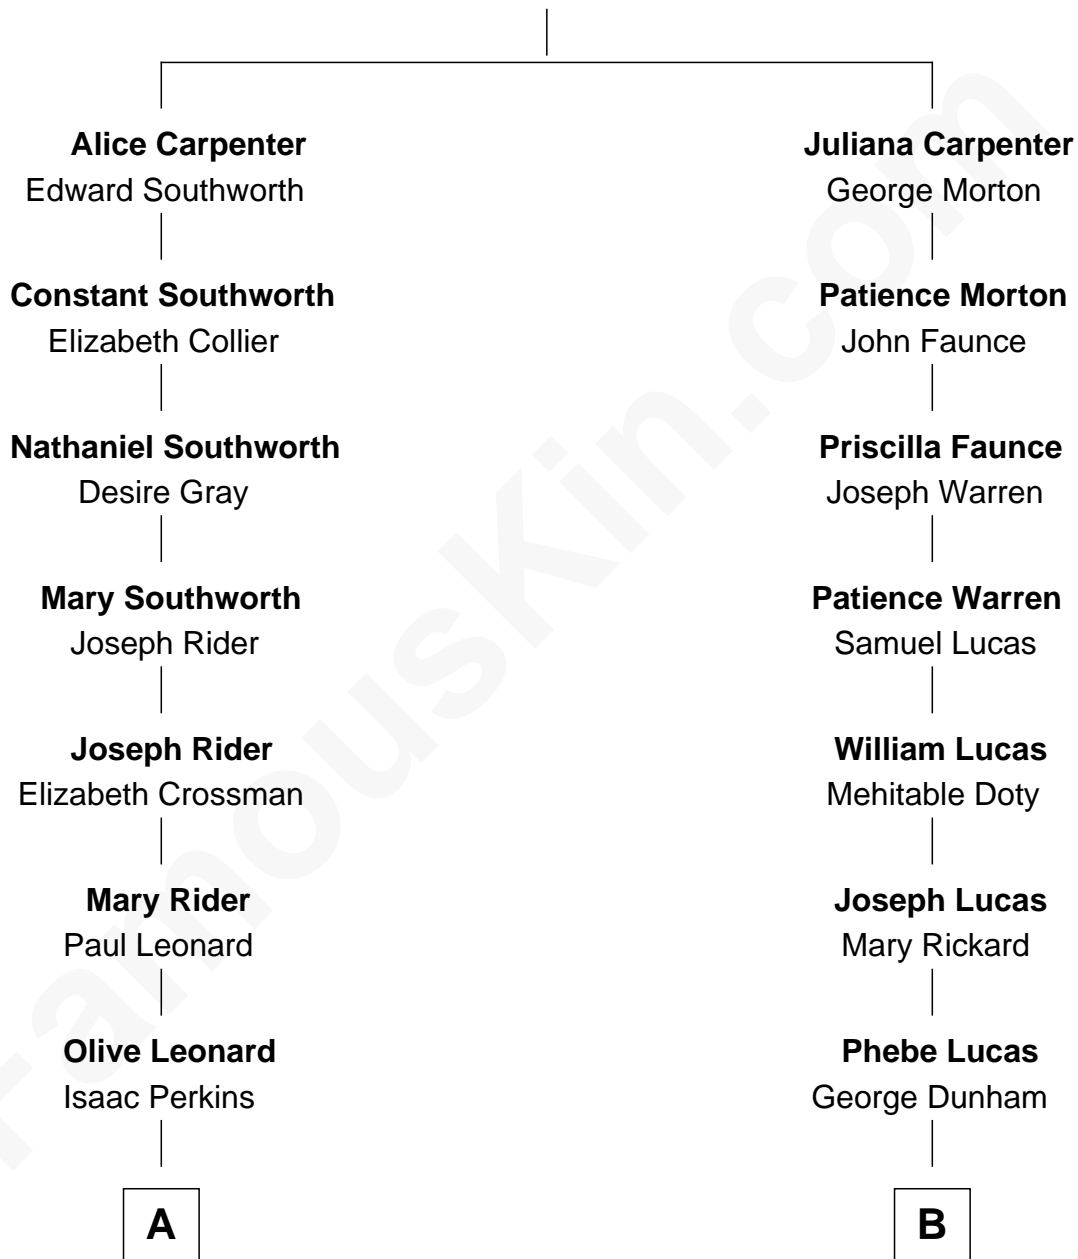 Alice Carpenter
Edward Southworth
Constant Southworth
Elizabeth Collier
Nathaniel Southworth
Desire Gray
Mary Southworth
Joseph Rider
Joseph Rider
Elizabeth Crossman
Mary Rider
Paul Leonard
Olive Leonard
Isaac Perkins
A
Juliana Carpenter
George Morton
Patience Morton
John Faunce
Priscilla Faunce
Joseph Warren
Patience Warren
Samuel Lucas
William Lucas
Mehitable Doty
Joseph Lucas
Mary Rickard
Phebe Lucas
George Dunham
B
FamousKin.com